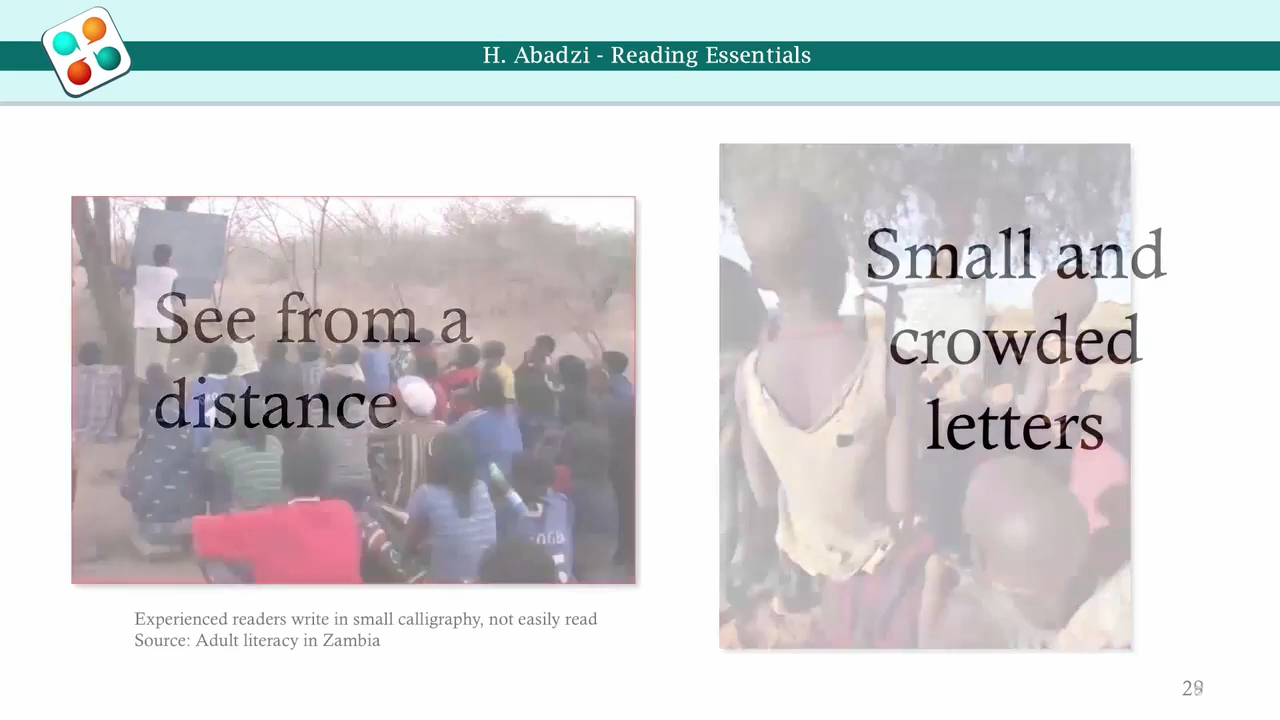 H. Abadzi - Reading Essentials
See from a
distance
Small and
crowded
letters
Experienced readers write in small calligraphy, not easily read
Source: Adult literacy in Zambia